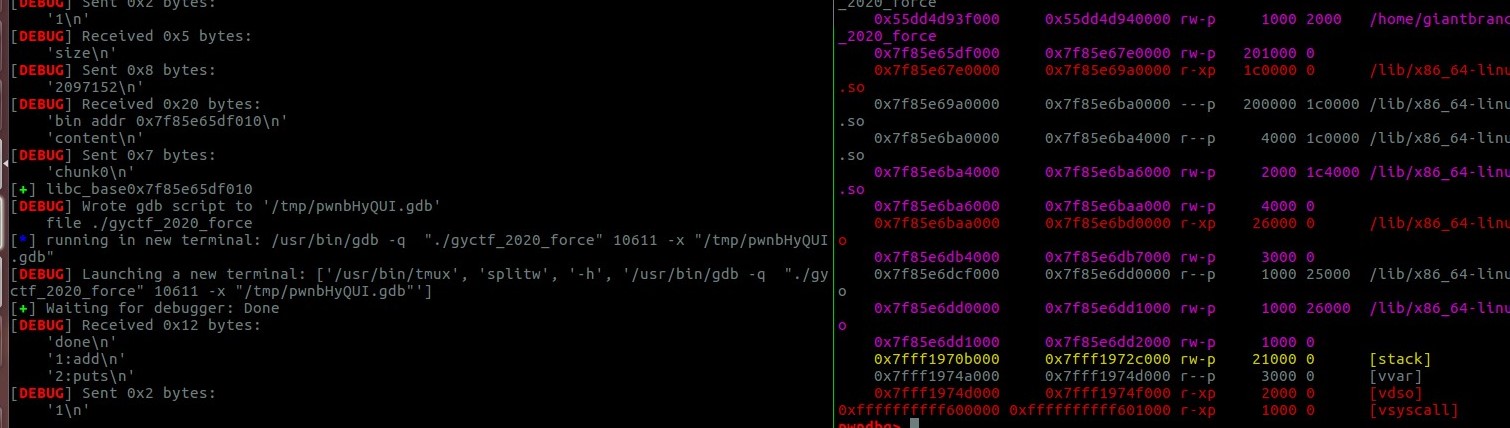 [DEBUG] Sent 0x2 bytes:
'1\n'
[DEBUG] Received 0x5 bytes:
'size\n'
[DEBUG] Sent 0x8 bytes:
'2097152\n'
[DEBUG] Received 0x20 bytes:
'bin addr 0x7f85e65df010\n'
'content\n'
[DEBUG] Sent 0x7 bytes:
'chunk0\n'
[+] libc_base0x7f85e65df010
[DEBUG] Wrote gdb script to '/tmp/pwnbHyQUI.gdb'
file ./gyctf_2020_force
[*] running in new terminal: /usr/bin/gdb -q  "./gyctf_2020_force" 10611 -x "/tmp/pwnbHyQUI
.gdb"
[DEBUG] Launching a new terminal: ['/usr/bin/tmux', 'splitw', '-h', '/usr/bin/gdb -q  "./gy
ctf_2020_force" 10611 -x "/tmp/pwnbHyQUI.gdb"']
[+] Waiting for debugger: Done
[DEBUG] Received 0x12 bytes:
'done\n'
'1:add\n'
'2:puts\n'
[DEBUG] Sent 0x2 bytes:
'1\n'
_2020_force
0x55dd4d93f000 0x55dd4d940000 rw-p 1000 2000 /home/giantbranc
_2020_force
0x7f85e65df000 0x7f85e67e0000 rw-p 201000 0
0x7f85e67e0000 0x7f85e69a0000 r-xp 1c0000 0 /lib/x86_64-linu
.so
0x7f85e69a0000 0x7f85e6ba0000 ---p 200000 1c0000 /lib/x86_64-linu
.so
0x7f85e6ba0000 0x7f85e6ba4000 r--p 4000 1c0000 /lib/x86_64-linu
.so
0x7f85e6ba4000 0x7f85e6ba6000 rw-p 2000 1c4000 /lib/x86_64-linu
.so
0x7f85e6ba6000 0x7f85e6baa000 rw-p 4000 0
0x7f85e6baa000 0x7f85e6bd0000 r-xp 26000 0 /lib/x86_64-linu
o
0x7f85e6db4000 0x7f85e6db7000 rw-p 3000 0
0x7f85e6dcf000 0x7f85e6dd0000 r--p 1000 25000 /lib/x86_64-linu
o
0x7f85e6dd0000 0x7f85e6dd1000 rw-p 1000 26000 /lib/x86_64-linu
o
0x7f85e6dd1000 0x7f85e6dd2000 rw-p 1000 0
0x7fff1970b000 0x7fff1972c000 rw-p 21000 0 [stack]
0x7fff1974a000 0x7fff1974d000 r--p 3000 0 [vvar]
0x7fff1974d000 0x7fff1974f000 r-xp 2000 0 [vdso]
0xffffffffff600000 0xffffffffff601000 r-xp 1000 0 [vsyscall]
pwndbg>